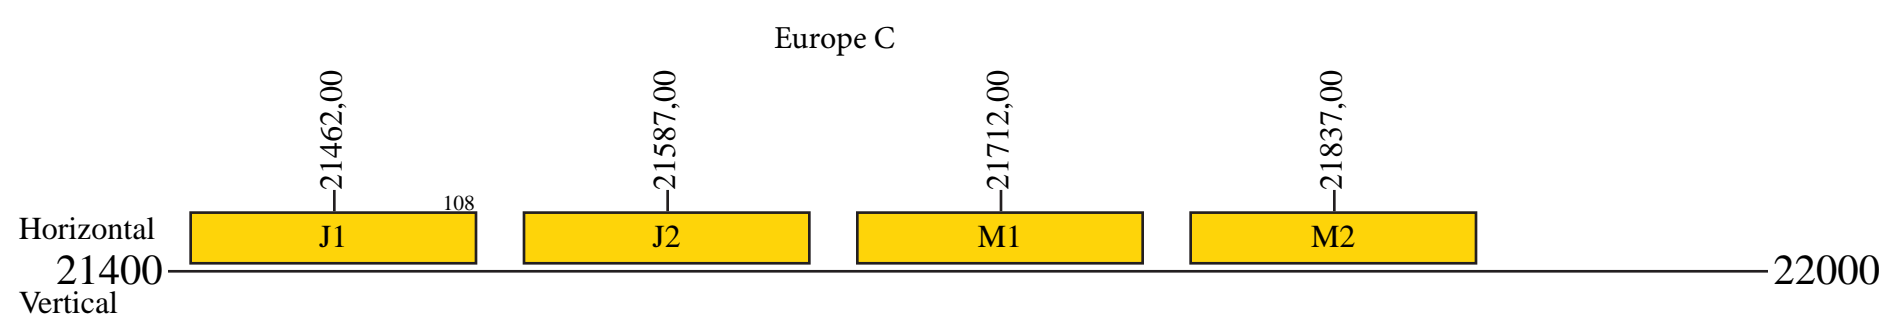 Europe C
21462,00
21587,00
21712,00
21837,00
108
Horizontal
J1
J2
M1
M2
21400
22000
Vertical